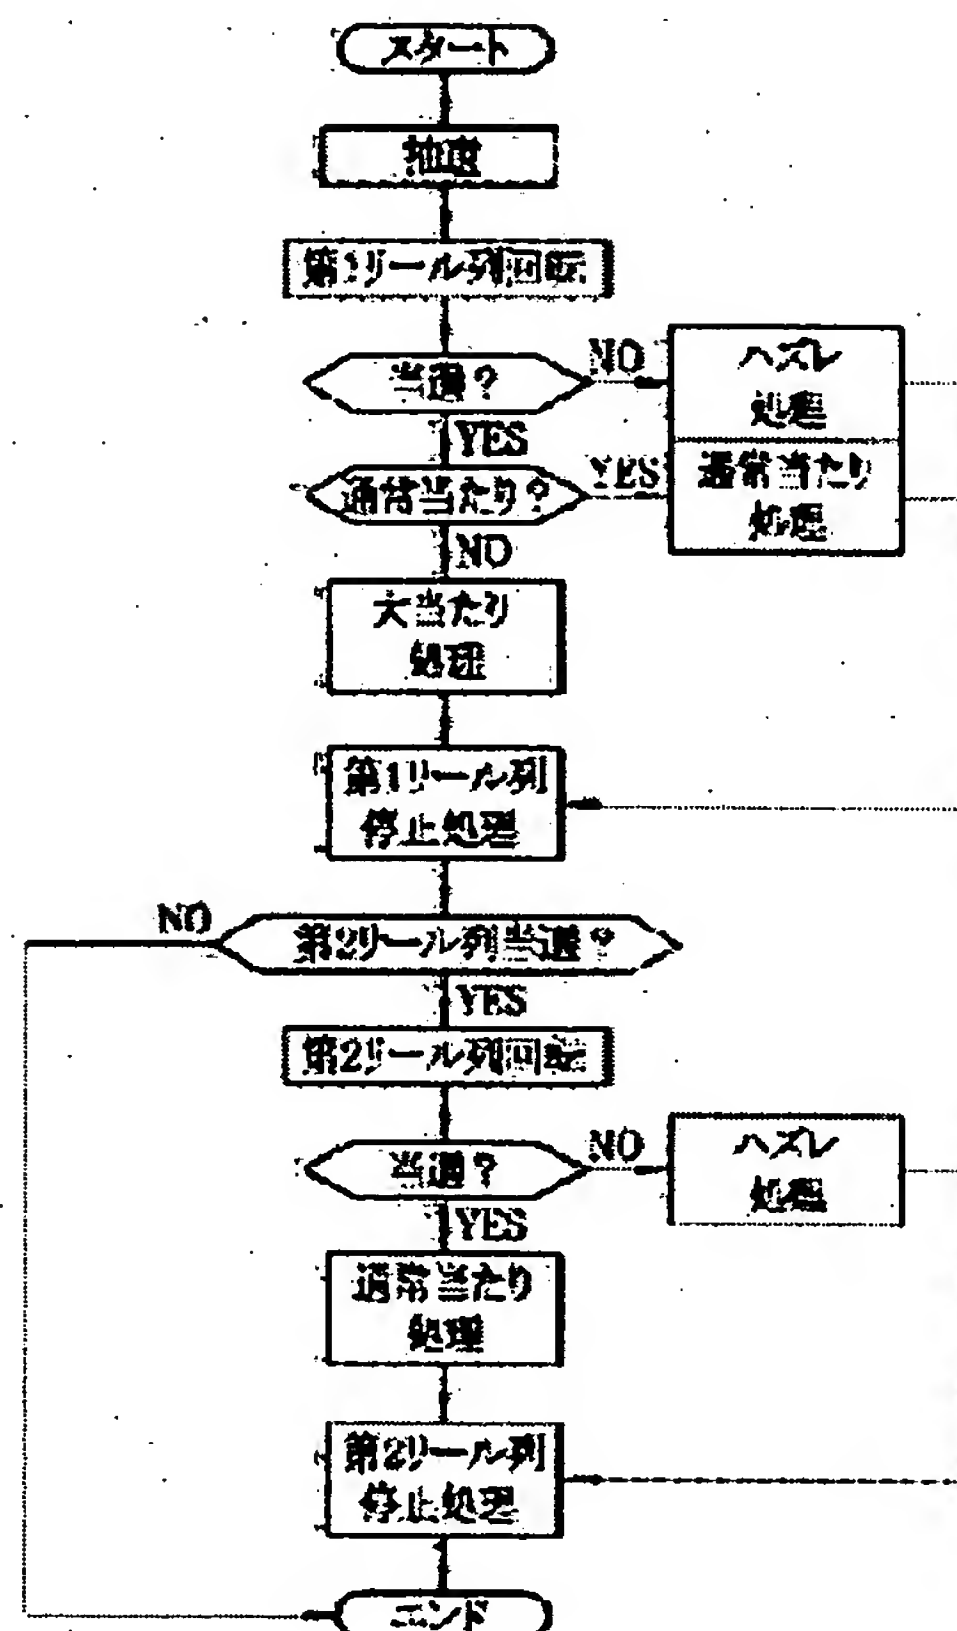 スタート
抽選
第1リール列回転
当選?
NO
ハズレ
処理
YES
通常当たり?
YES
通常当たり
処理
NO
大当たり
処理
第1リール列
停止処理
NO
第2リール列当選?
YES
第2リール列回転
当選?
NO
ハズレ
処理
YES
通常当たり
処理
第2リール列
停止処理
エンド